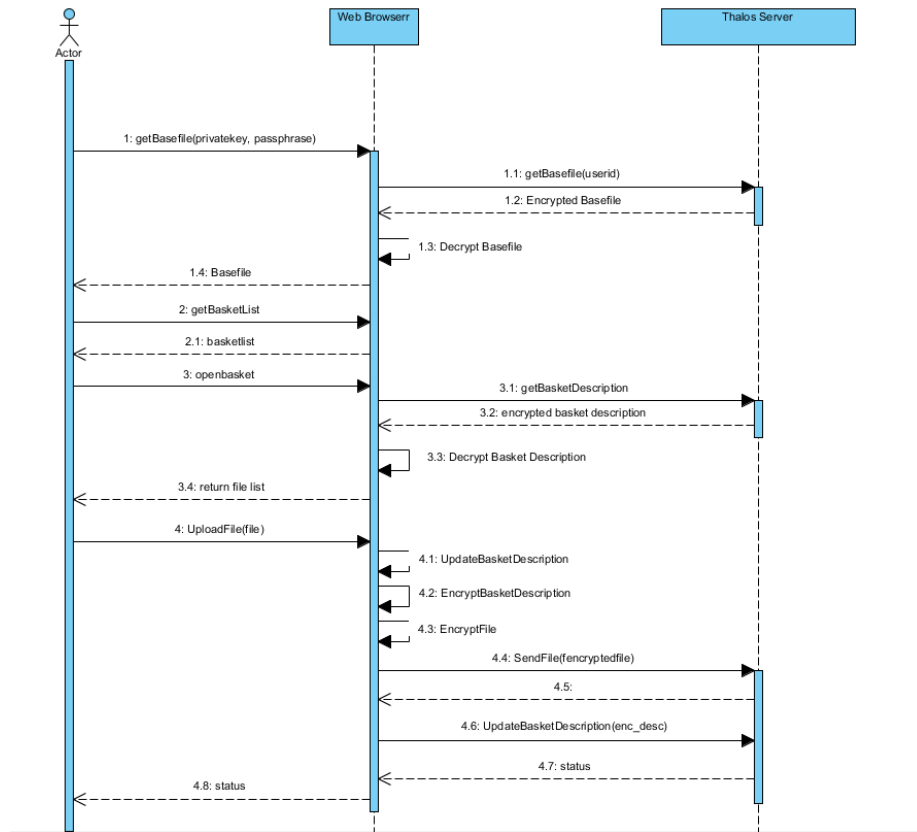 Web Browserr
Thalos Server
Actor
1: getBasefile(privatekey, passphrase)
1.1: getBasefile(userid)
1.2: Encrypted Basefile
1.3: Decrypt Basefile
1.4: Basefile
2: getBasketList
2.1: basketlist
3: openbasket
3.1: getBasketDescription
3.2: encrypted basket description
3.3: Decrypt Basket Description
3.4: return file list
4: UploadFile(file)
4.1: UpdateBasketDescription
4.2: EncryptBasketDescription
4.3: EncryptFile
4.4: SendFile(fencryptedfile)
4.5:
4.6: UpdateBasketDescription(enc_desc)
4.7: status
4.8: status